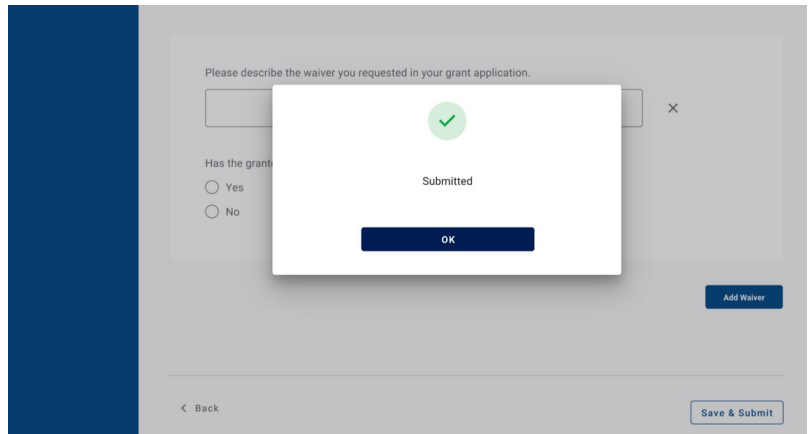 Please describe the waiver you requested in your grant application.
Submitted
Has the grant
Yes
No
OK
Add Waiver
Back
Save & Submit